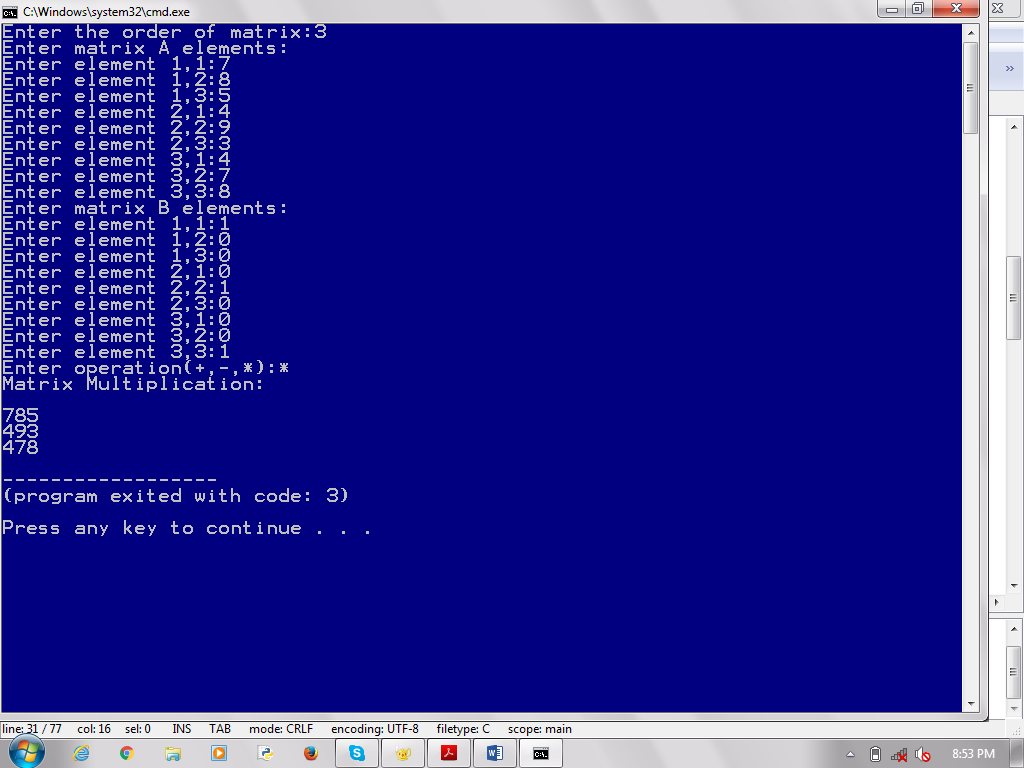 C:\Windows\system32\cmd.exe
Enter the order of matrix:3
Enter matrix A elements:
Enter element 1,1:7
Enter element 1,2:8
Enter element 1,3:5
Enter element 2,1:4
Enter element 2,2:9
Enter element 2,3:3
Enter element 3,1:4
Enter element 3,2:7
Enter element 3,3:8
Enter matrix B elements:
Enter element 1,1:1
Enter element 1,2:0
Enter element 1,3:0
Enter element 2,1:0
Enter element 2,2:1
Enter element 2,3:0
Enter element 3,1:0
Enter element 3,2:0
Enter element 3,3:1
Enter operation(+,-,*):*
Matrix Multiplication:
785
493
478
------------------
(program exited with code: 3)
Press any key to continue . . .
line: 31 / 77 col: 16 sel: 0 INS TAB mode: CRLF encoding: UTF-8 filetype: C scope: main
8:53 PM